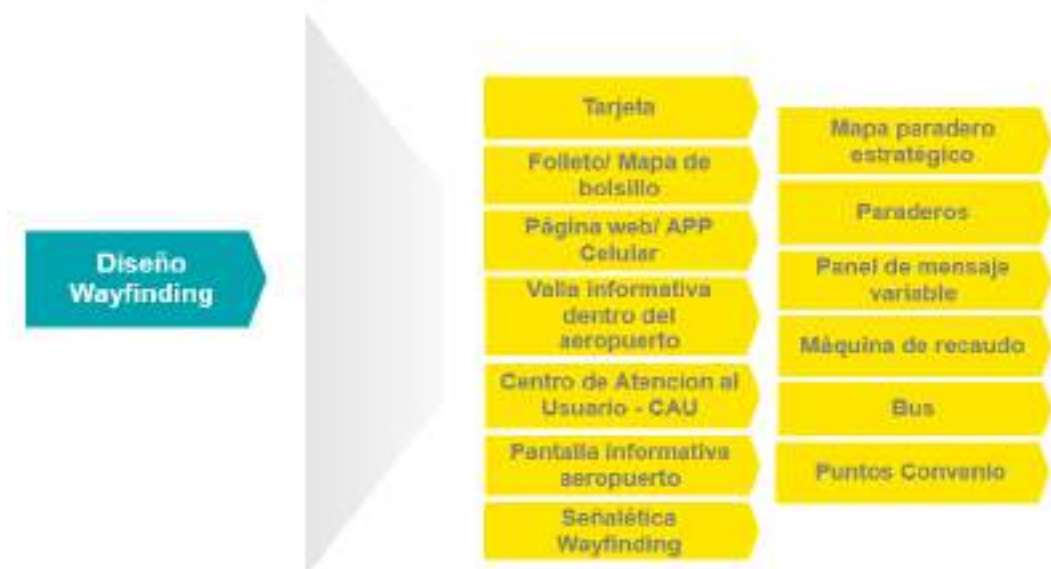 Diseño
Wayfinding
Tarjeta
Folleto/ Mapa de
bolsillo
Página web/ APP
Celular
Valla informativa
dentro del
aeropuerto
Centro de Atencion al
Usuario - CAU
Pantalla informativa
aeropuerto
Señalética
Wayfinding
Mapa paradero
estratégico
Paraderos
Panel de mensaje
variable
Máquina de recaudo
Bus
Puntos Convenio